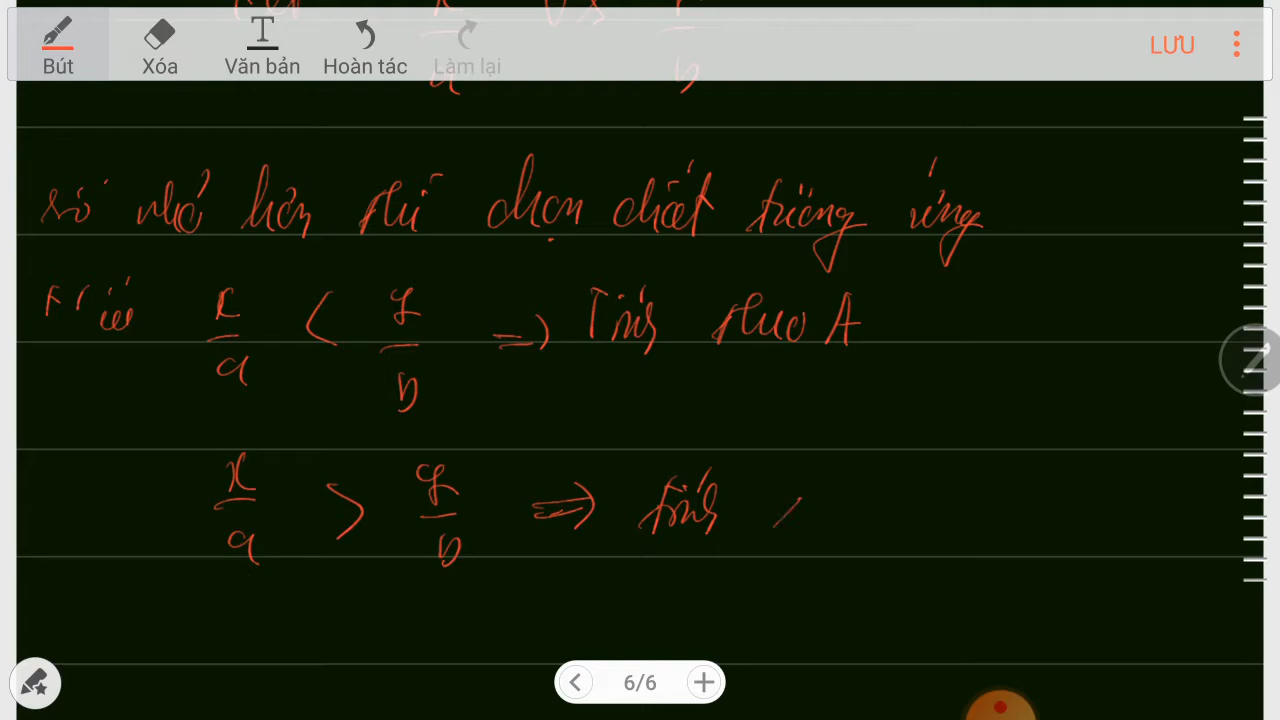 Bút Xóa Văn bản Hoàn tác Làm lại LƯU
số nhỏ hơn thì chọn chất tương ứng
x/a < y/b => Tính theo A
x/a > y/b => tính
6/6